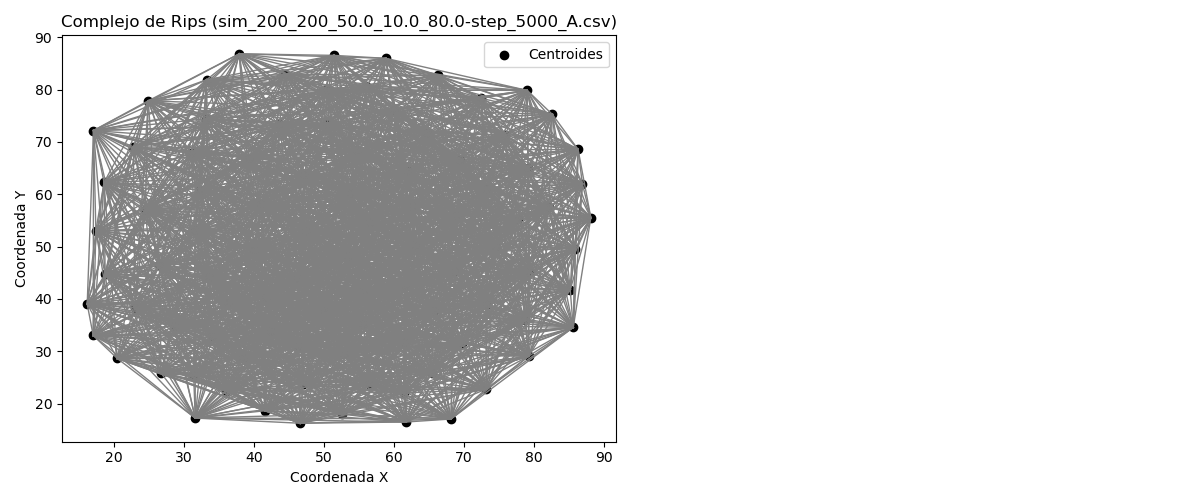 Complejo de Rips (sim_200_200_50.0_10.0_80.0-step_5000_A.csv)
Centroides
90
80
70
60
50
40
30
20
Coordenada Y
20 30 40 50 60 70 80 90
Coordenada X